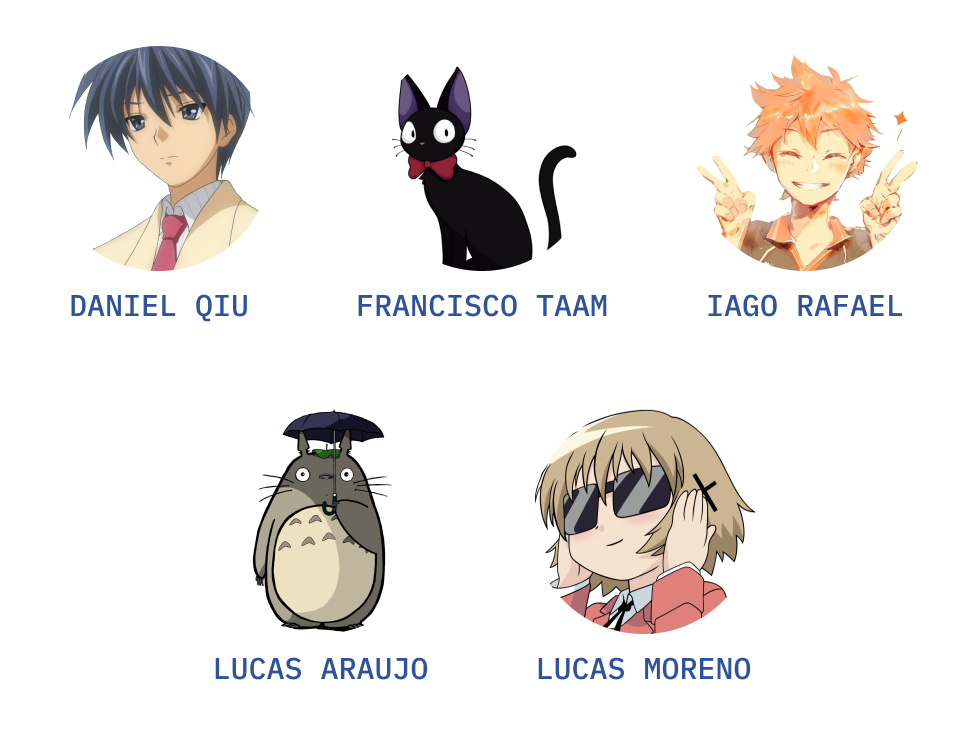 DANIEL QIU
FRANCISCO TAAM
IAGO RAFAEL
LUCAS ARAUJO
LUCAS MORENO